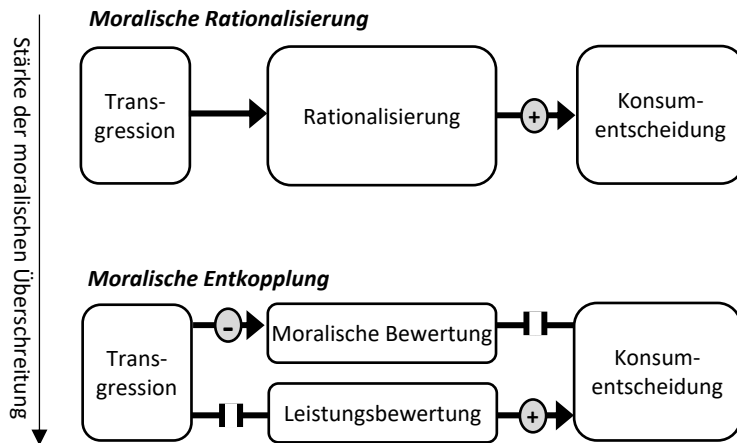 Stärke der moralischen Überschreitung
Moralische Rationalisierung
Trans-
gression
Rationalisierung
+
Konsum-
entscheidung
Moralische Entkopplung
Trans-
gression
-
Moralische Bewertung
Leistungsbewertung
+
Konsum-
entscheidung